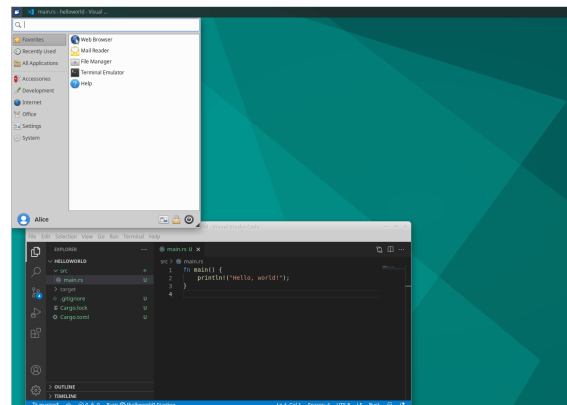 main.rs - helloworld - Visual ...
Favorites
Recently Used
All Applications
Accessories
Development
Internet
Office
Settings
System
Web Browser
Mail Reader
File Manager
Terminal Emulator
Help
Alice
Visual Studio Code
File Edit Selection View Go Run Terminal Help
EXPLORER
HELLOWORLD
src
main.rs U
target
.gitignore U
Cargo.lock U
Cargo.toml U
OUTLINE
TIMELINE
main.rs U
src > main.rs
1 fn main() {
2 println!("Hello, world!");
3 }
4